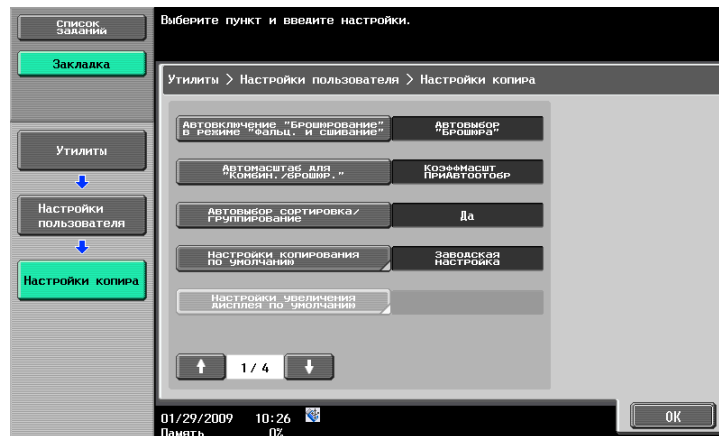 Список
заданий
Выберите пункт и введите настройки.
Закладка
Утилиты > Настройки пользователя > Настройки копира
Автовключение "Брошюрование"
в режиме "Фальц. и сшивание"
Автовыбор
"Брошюра"
Утилиты
Автомасштаб для
"Комбин./брошюр."
КоэффМасшт
ПриАвтоотобр
Настройки
пользователя
Автовыбор сортировка/
группирование
Да
Настройки копира
Настройки копирования
по умолчанию
Заводская
настройка
Настройки увеличения
дисплея по умолчанию
1/ 4
01/29/2009 10:26
Память 0%
OK